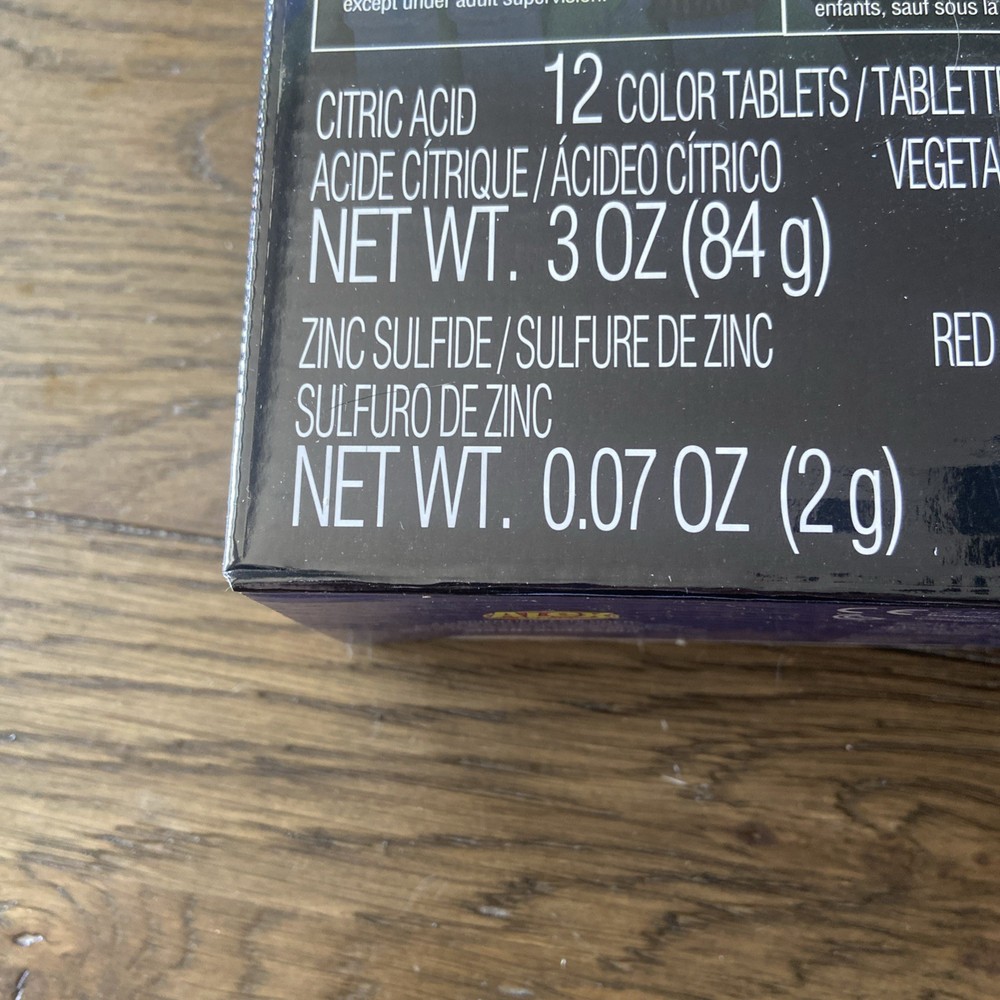 except under adult supervision.
enfants, sauf sous la
CITRIC ACID
12 COLOR TABLETS / TABLETT
ACIDE CÍTRIQUE / ÁCIDEO CÍTRICO
VEGETA
NET WT. 3 OZ (84 g)
ZINC SULFIDE / SULFURE DE ZINC
RED
SULFURO DE ZINC
NET WT. 0.07 OZ (2 g)